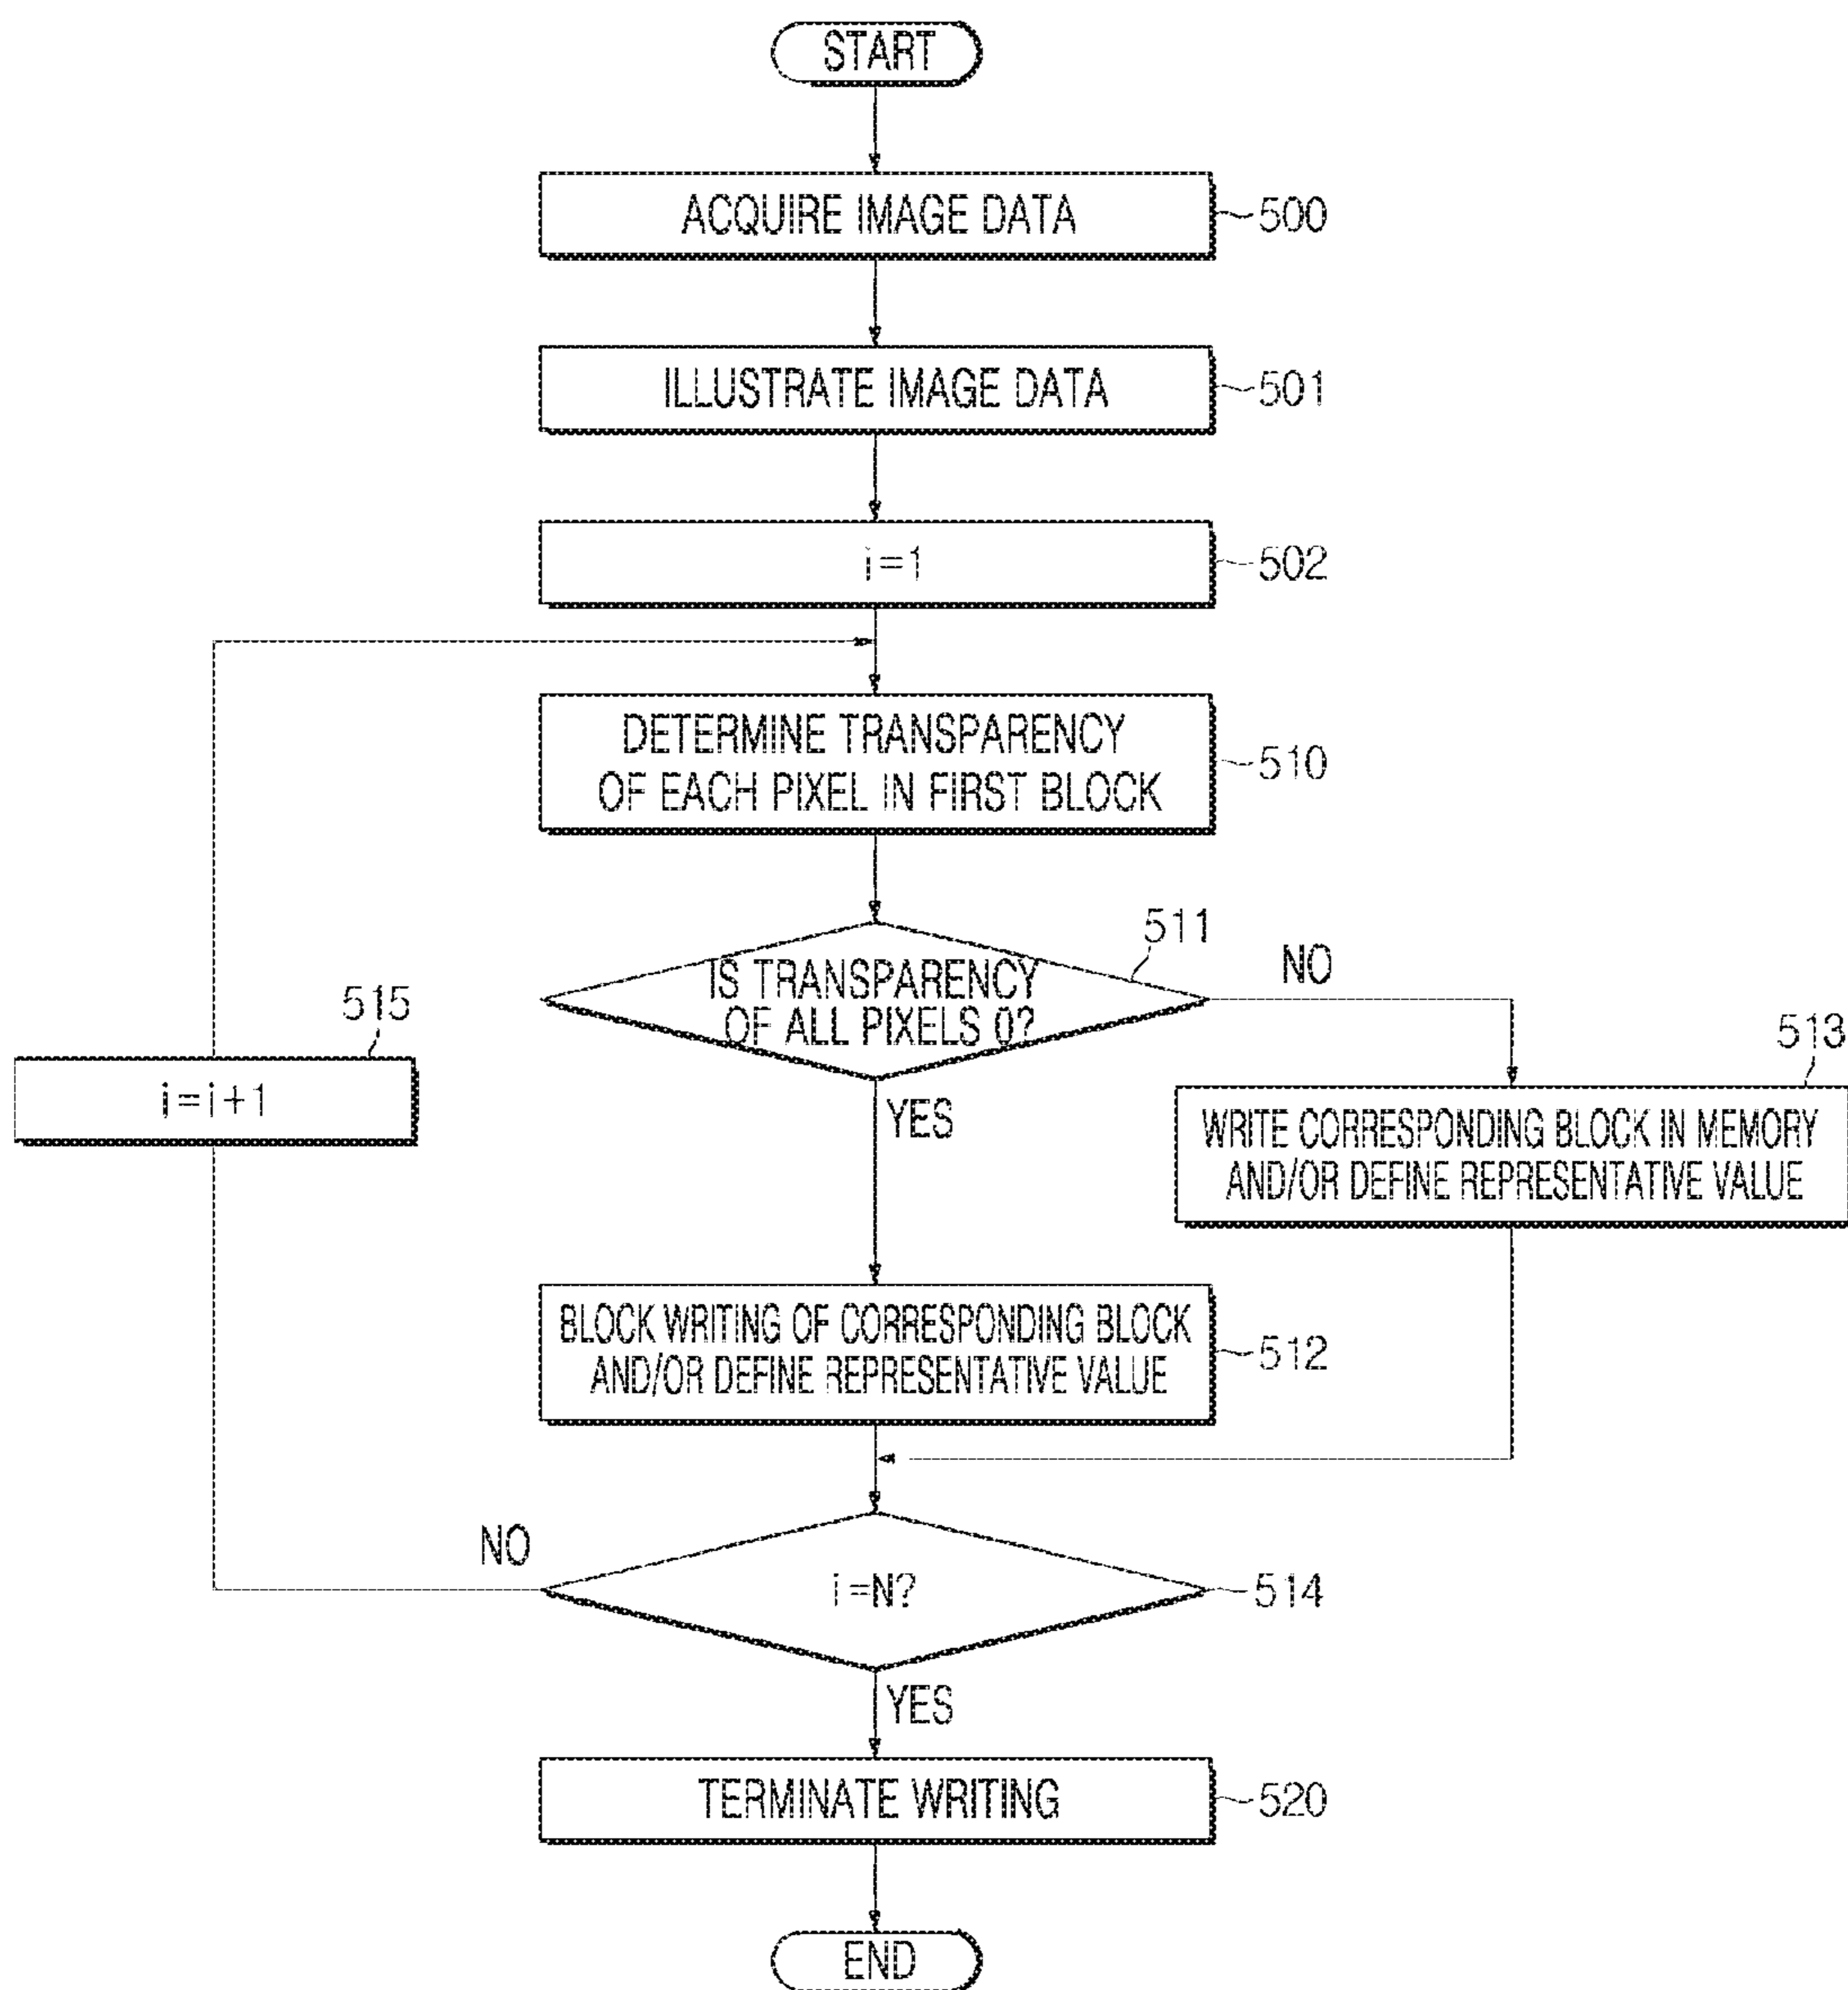 START
ACQUIRE IMAGE DATA
500
ILLUSTRATE IMAGE DATA
501
i=1
502
DETERMINE TRANSPARENCY
OF EACH PIXEL IN FIRST BLOCK
510
511
IS TRANSPARENCY
OF ALL PIXELS 0?
NO
515
i=i+1
513
WRITE CORRESPONDING BLOCK IN MEMORY
AND/OR DEFINE REPRESENTATIVE VALUE
YES
BLOCK WRITING OF CORRESPONDING BLOCK
AND/OR DEFINE REPRESENTATIVE VALUE
512
NO
i=N?
514
YES
TERMINATE WRITING
520
END